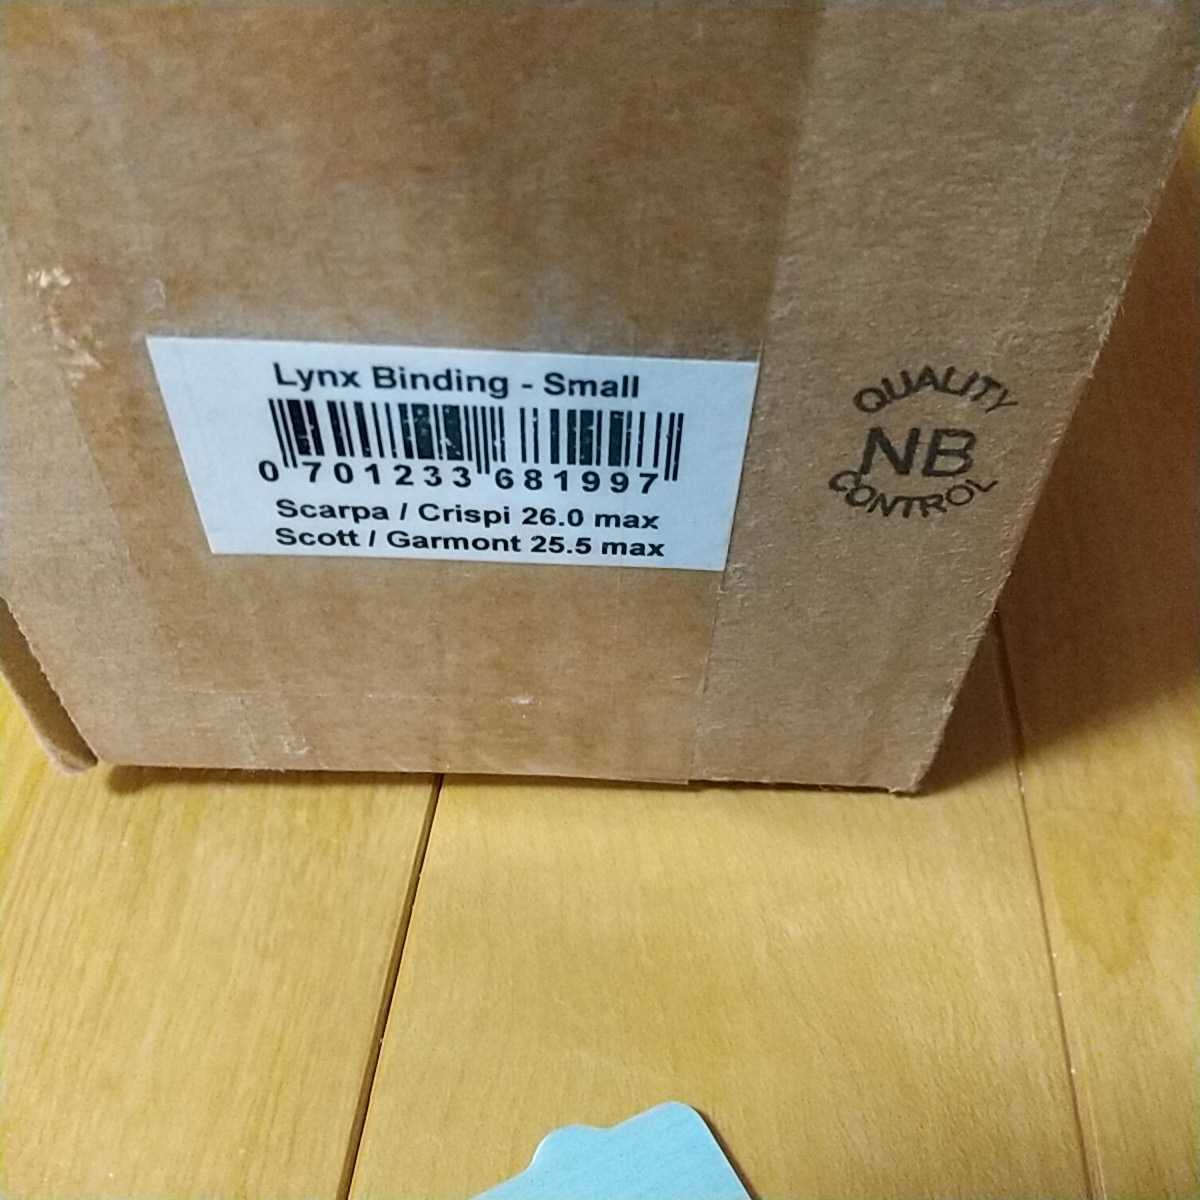 Lynx Binding - Small
0 701233 681997
Scarpa / Crispi 26.0 max
Scott / Garmont 25.5 max
QUALITY
NB
CONTROL